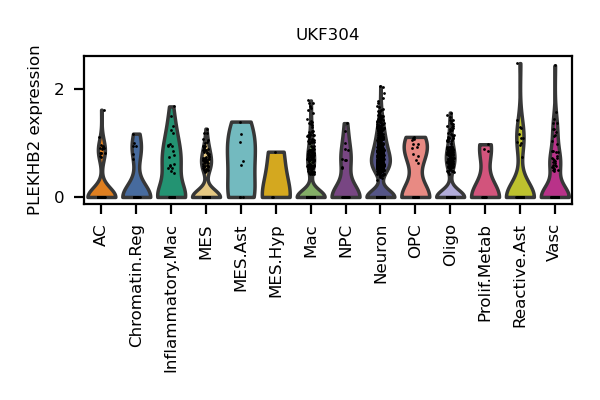 UKF304
PLEKHB2 expression
2
0
AC
Chromatin.Reg
Inflammatory.Mac
MES
MES.Ast
MES.Hyp
Mac
NPC
Neuron
OPC
Oligo
Prolif.Metab
Reactive.Ast
Vasc